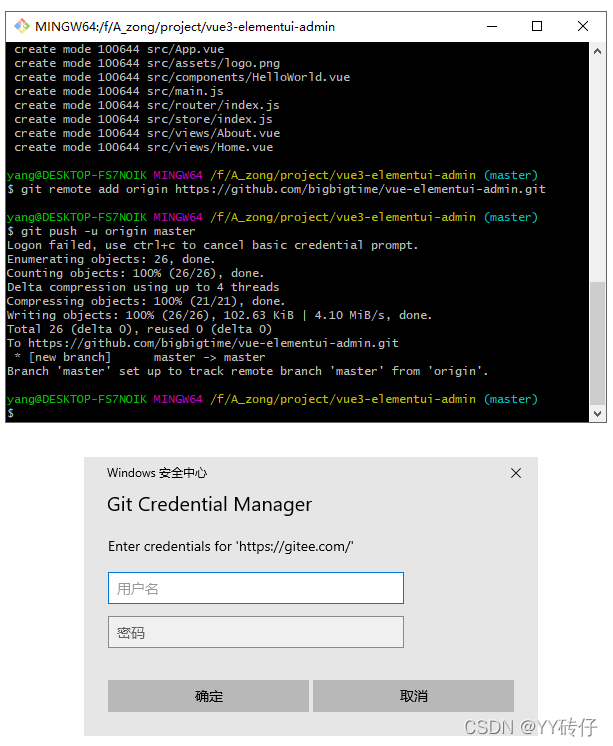 MINGW64:/f/A_zong/project/vue3-elementui-admin
create mode 100644 src/App.vue
create mode 100644 src/assets/logo.png
create mode 100644 src/components/HelloWorld.vue
create mode 100644 src/main.js
create mode 100644 src/router/index.js
create mode 100644 src/store/index.js
create mode 100644 src/views/About.vue
create mode 100644 src/views/Home.vue
yang@DESKTOP-FS7NOIK MINGW64 /f/A_zong/project/vue3-elementui-admin (master)
$ git remote add origin https://github.com/bigbigtime/vue-elementui-admin.git
yang@DESKTOP-FS7NOIK MINGW64 /f/A_zong/project/vue3-elementui-admin (master)
$ git push -u origin master
Logon failed, use ctrl+c to cancel basic credential prompt.
Enumerating objects: 26, done.
Counting objects: 100% (26/26), done.
Delta compression using up to 4 threads
Compressing objects: 100% (21/21), done.
Writing objects: 100% (26/26), 102.63 KiB | 4.10 MiB/s, done.
Total 26 (delta 0), reused 0 (delta 0)
To https://github.com/bigbigtime/vue-elementui-admin.git
* [new branch]      master -> master
Branch 'master' set up to track remote branch 'master' from 'origin'.
yang@DESKTOP-FS7NOIK MINGW64 /f/A_zong/project/vue3-elementui-admin (master)
$
Windows 安全中心
Git Credential Manager
Enter credentials for 'https://gitee.com/'
用户名
密码
确定 取消
CSDN @YY砖仔